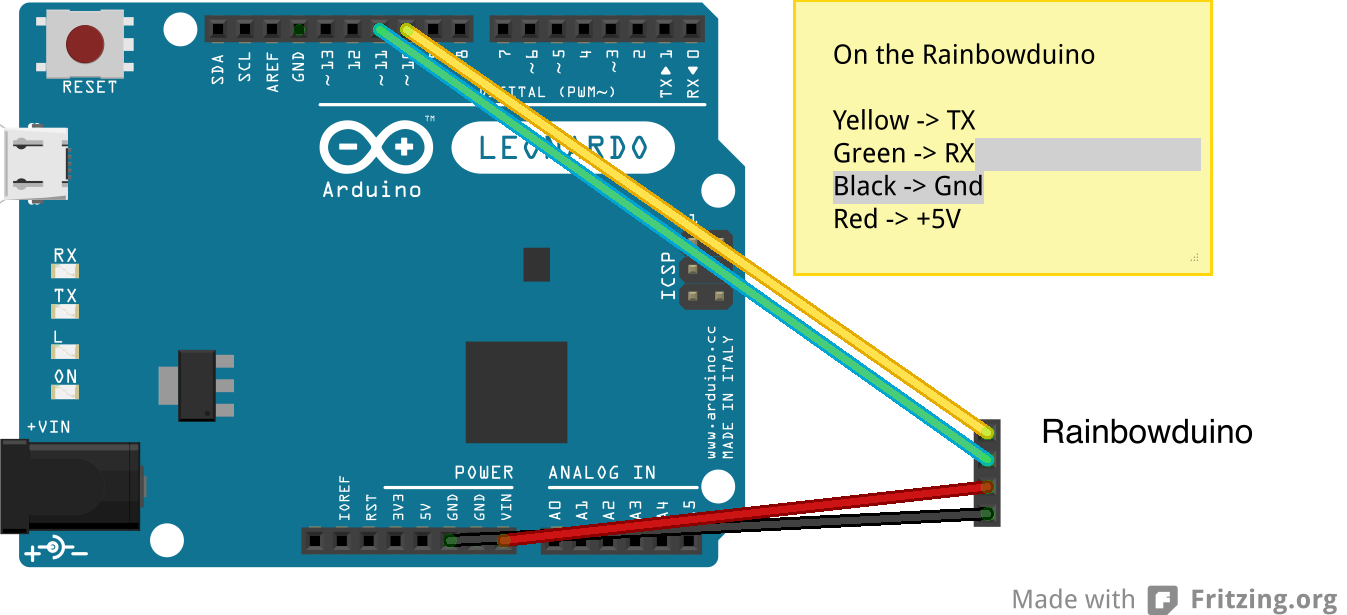 RESET
SDA
SCL
AREF
GND
~13
12
~11
~10
8
7
~6
~5
4
~3
2
TX▶ 1
RX◀ 0
DIGITAL (PWM~)
TM
LEONARDO
Arduino
On the Rainbowduino
Yellow -> TX
Green -> RX
Black -> Gnd
Red -> +5V
1
ICSP
RX
TX
L
ON
www.arduino.cc
MADE IN ITALY
+VIN
Rainbowduino
POWER
ANALOG IN
IOREF
RST
3V3
5V
GND
GND
VIN
A0
A1
A2
A3
A4
Made with Fritzing.org